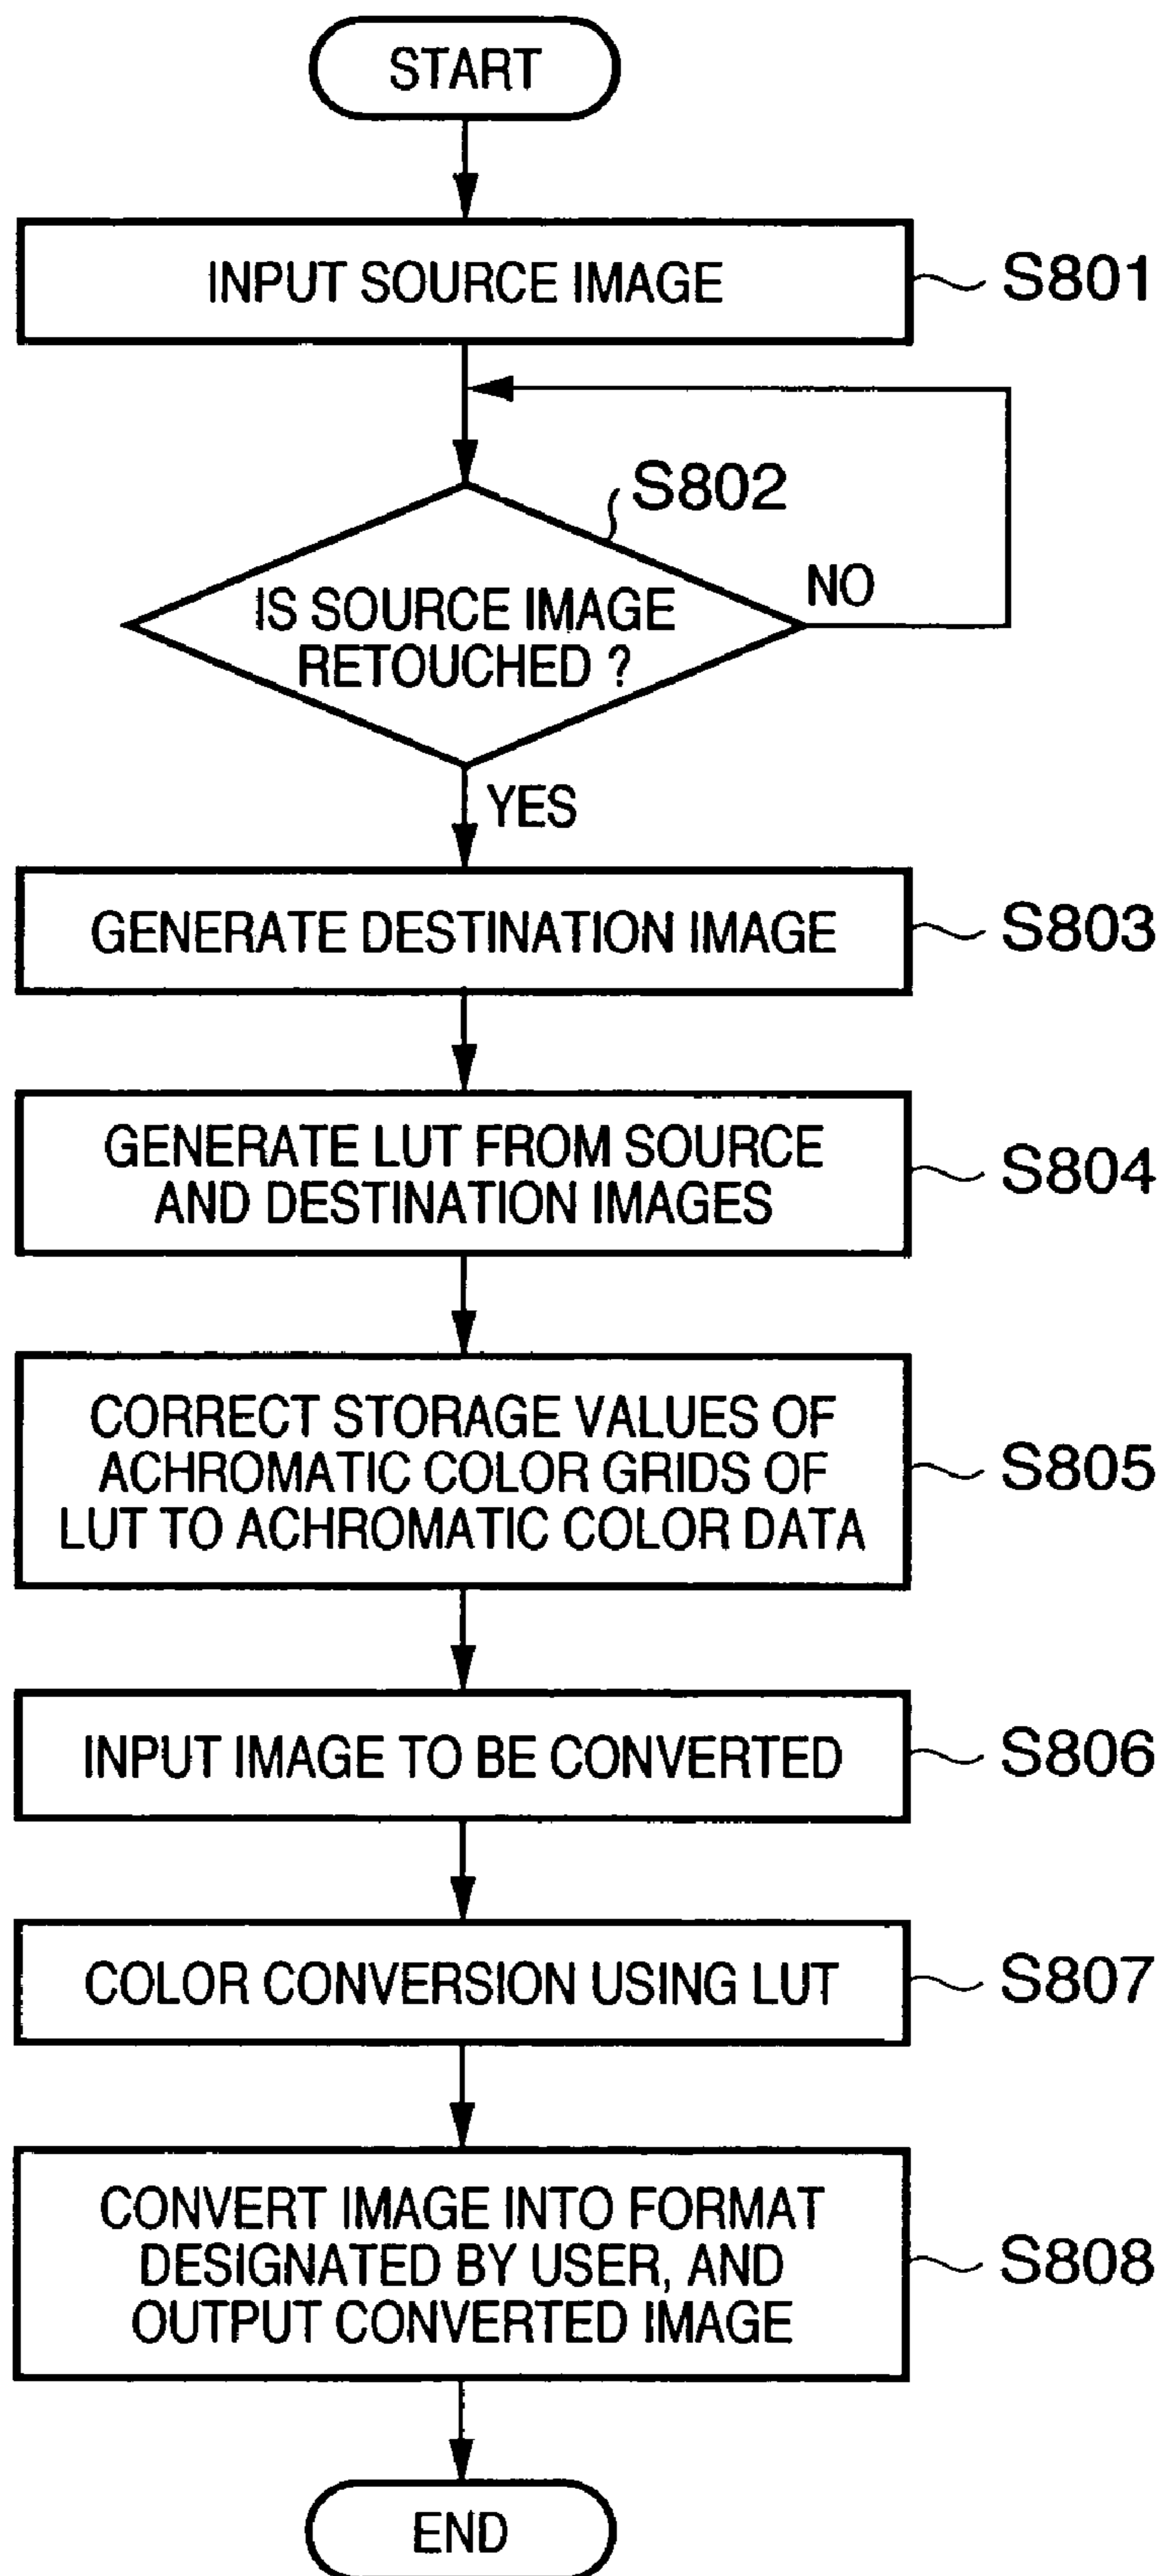 START
INPUT SOURCE IMAGE
S801
S802
IS SOURCE IMAGE
RETOUCHED ?
NO
YES
GENERATE DESTINATION IMAGE
S803
GENERATE LUT FROM SOURCE
AND DESTINATION IMAGES
S804
CORRECT STORAGE VALUES OF
ACHROMATIC COLOR GRIDS OF
LUT TO ACHROMATIC COLOR DATA
S805
INPUT IMAGE TO BE CONVERTED
S806
COLOR CONVERSION USING LUT
S807
CONVERT IMAGE INTO FORMAT
DESIGNATED BY USER, AND
OUTPUT CONVERTED IMAGE
S808
END